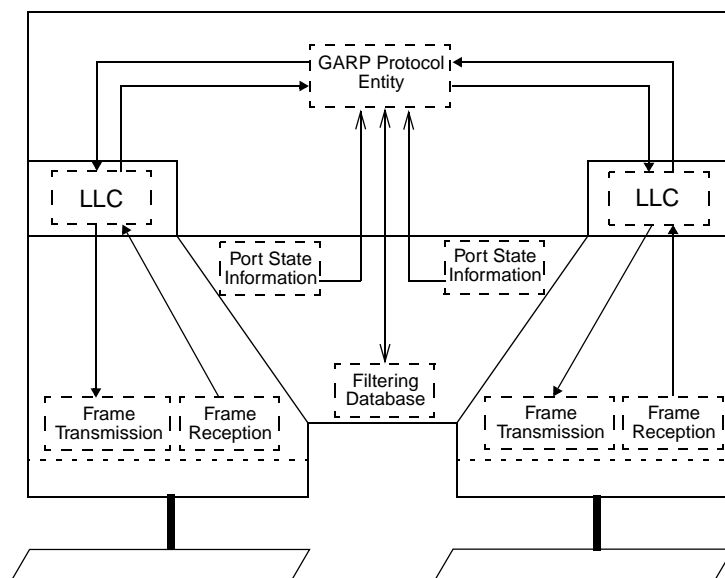 GARP Protocol
Entity
LLC
LLC
Port State
Information
Port State
Information
Filtering
Database
Frame
Transmission
Frame
Reception
Frame
Transmission
Frame
Reception